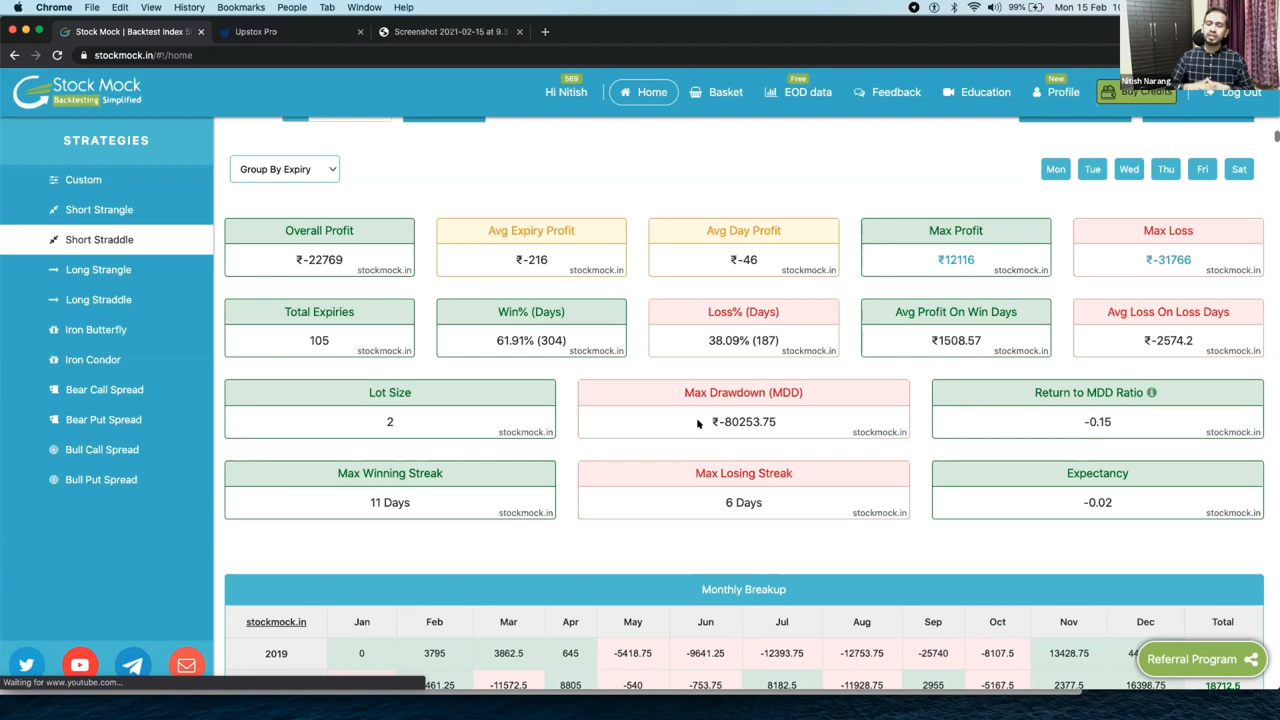 Chrome File Edit View History Bookmarks People Tab Window Help 99% Mon 15 Feb
Stock Mock | Backtest Index S Upstox Pro Screenshot 2021-02-15 at 9.3
stockmock.in/#!/home
Nitish Narang
Stock Mock
Backtesting Simplified
569 Free New
Hi Nitish Home Basket EOD data Feedback Education Profile Buy Credits Log Out
STRATEGIES
Custom
Short Strangle
Short Straddle
Long Strangle
Long Straddle
Iron Butterfly
Iron Condor
Bear Call Spread
Bear Put Spread
Bull Call Spread
Bull Put Spread
Group By Expiry Mon Tue Wed Thu Fri Sat
Overall Profit Avg Expiry Profit Avg Day Profit Max Profit Max Loss
₹-22769 ₹-216 ₹-46 ₹12116 ₹-31766
stockmock.in stockmock.in stockmock.in stockmock.in stockmock.in
Total Expiries Win% (Days) Loss% (Days) Avg Profit On Win Days Avg Loss On Loss Days
105 61.91% (304) 38.09% (187) ₹1508.57 ₹-2574.2
stockmock.in stockmock.in stockmock.in stockmock.in stockmock.in
Lot Size Max Drawdown (MDD) Return to MDD Ratio
2 ₹-80253.75 -0.15
stockmock.in stockmock.in stockmock.in
Max Winning Streak Max Losing Streak Expectancy
11 Days 6 Days -0.02
stockmock.in stockmock.in stockmock.in
Monthly Breakup
stockmock.in Jan Feb Mar Apr May Jun Jul Aug Sep Oct Nov Dec Total
2019 0 3795 3862.5 645 -5418.75 -9641.25 -12393.75 -12753.75 -25740 -8107.5 13428.75
Referral Program
-11572.5 8805 -540 -753.75 8182.5 -11928.75 2955 -5167.5 2377.5 16398.75 18712.5
Waiting for www.youtube.com...